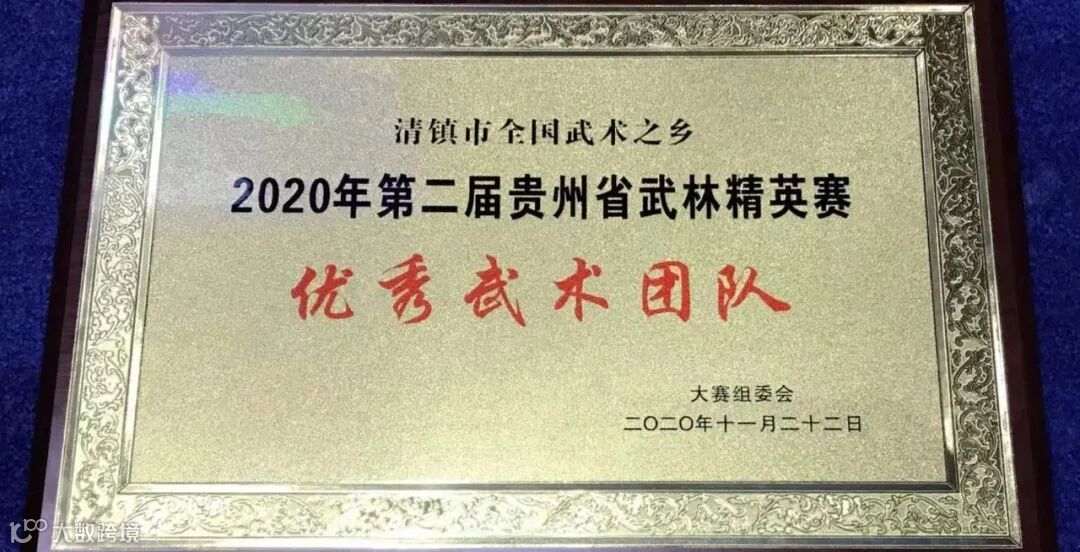 清镇市全国武术之乡
2020年第二届贵州省武林精英赛
优秀武术团队
大赛组委会
二〇二〇年十一月二十二日
大数跨境